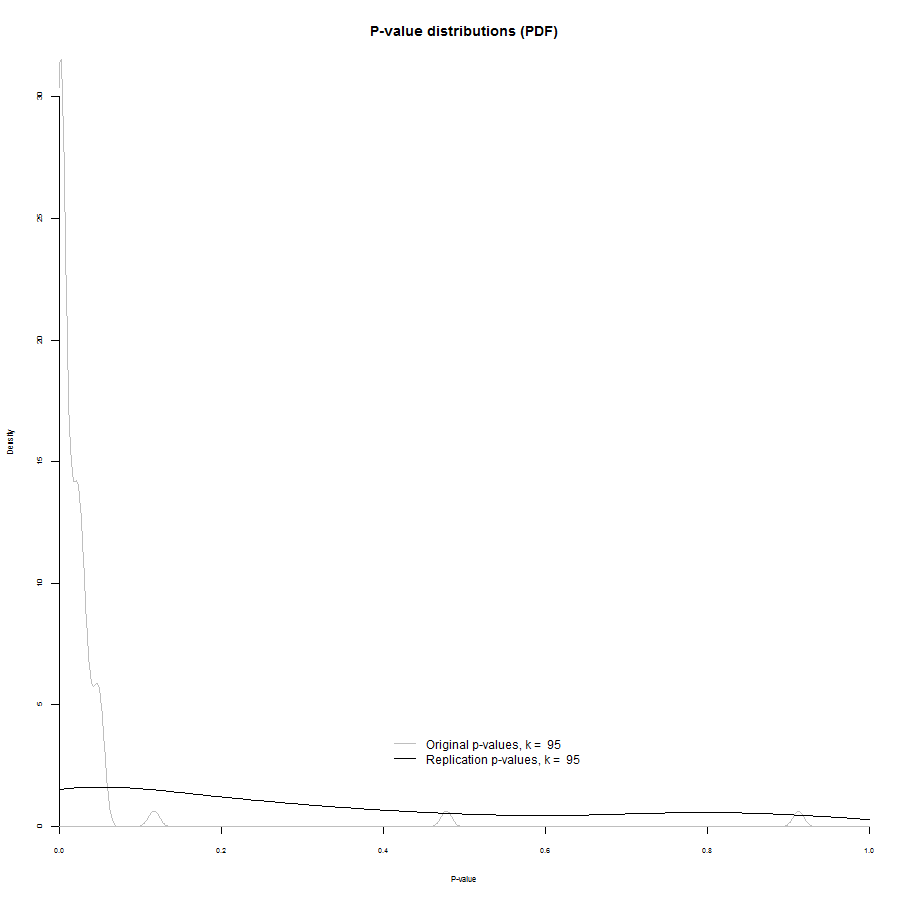 P-value distributions (PDF)
30
25
20
15
10
5
0
Density
Original p-values, k = 95
Replication p-values, k = 95
0.0 0.2 0.4 0.6 0.8 1.0
P-value